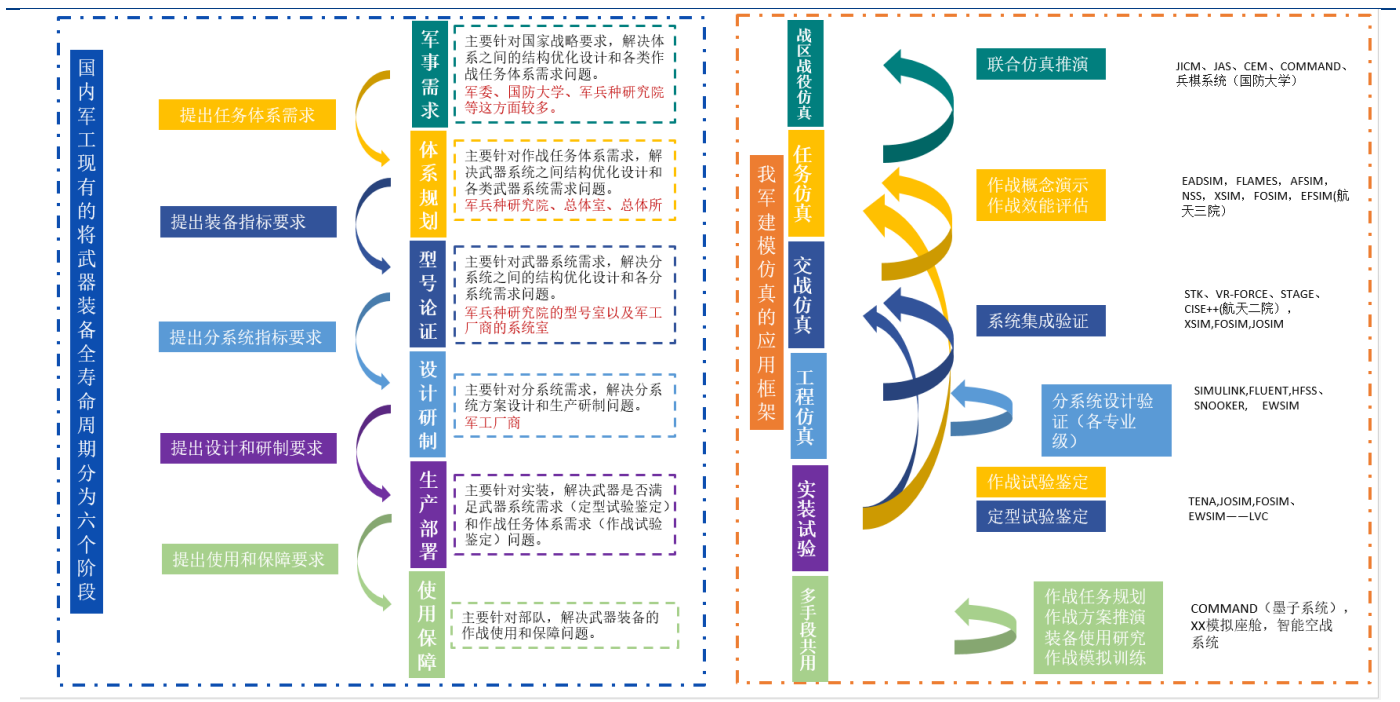 国内军工现有的将武器装备全寿命周期分为六个阶段
提出任务体系需求
提出装备指标要求
提出分系统指标要求
提出设计和研制要求
提出使用和保障要求
军事需求
主要针对国家战略要求，解决体
系之间的结构优化设计和各类作
战任务体系需求问题。
军委、国防大学、军兵种研究院
等这方面较多。
体系规划
主要针对作战任务体系需求，解
决武器系统之间结构优化设计和
各类武器系统需求问题。
军兵种研究院、总体室、总体所
型号论证
主要针对武器系统需求，解决分
系统之间的结构优化设计和各分
系统需求问题。
军兵种研究院的型号室以及军工
厂商的系统室
设计研制
主要针对分系统需求，解决分系
统方案设计和生产研制问题。
军工厂商
生产部署
主要针对实装，解决武器是否满
足武器系统需求（定型试验鉴定）
和作战任务体系需求（作战试验
鉴定）问题。
使用保障
主要针对部队，解决武器装备的
作战使用和保障问题。
我军建模仿真的应用框架
战区战役仿真
联合仿真推演
JICM、JAS、CEM、COMMAND、
兵棋系统（国防大学）
任务仿真
作战概念演示
作战效能评估
EADSIM，FLAMES，AFSIM，
NSS，XSIM，FOSIM，EFSIM(航
天三院）
交战仿真
系统集成验证
STK、VR-FORCE、STAGE、
CISE++(航天二院），
XSIM,FOSIM,JOSIM
工程仿真
分系统设计验
证（各专业
级）
SIMULINK,FLUENT,HFSS、
SNOOKER, EWSIM
实装试验
作战试验鉴定
定型试验鉴定
TENA,JOSIM,FOSIM、
EWSIM——LVC
多手段共用
作战任务规划
作战方案推演
装备使用研究
作战模拟训练
COMMAND（墨子系统），
XX模拟座舱，智能空战
系统